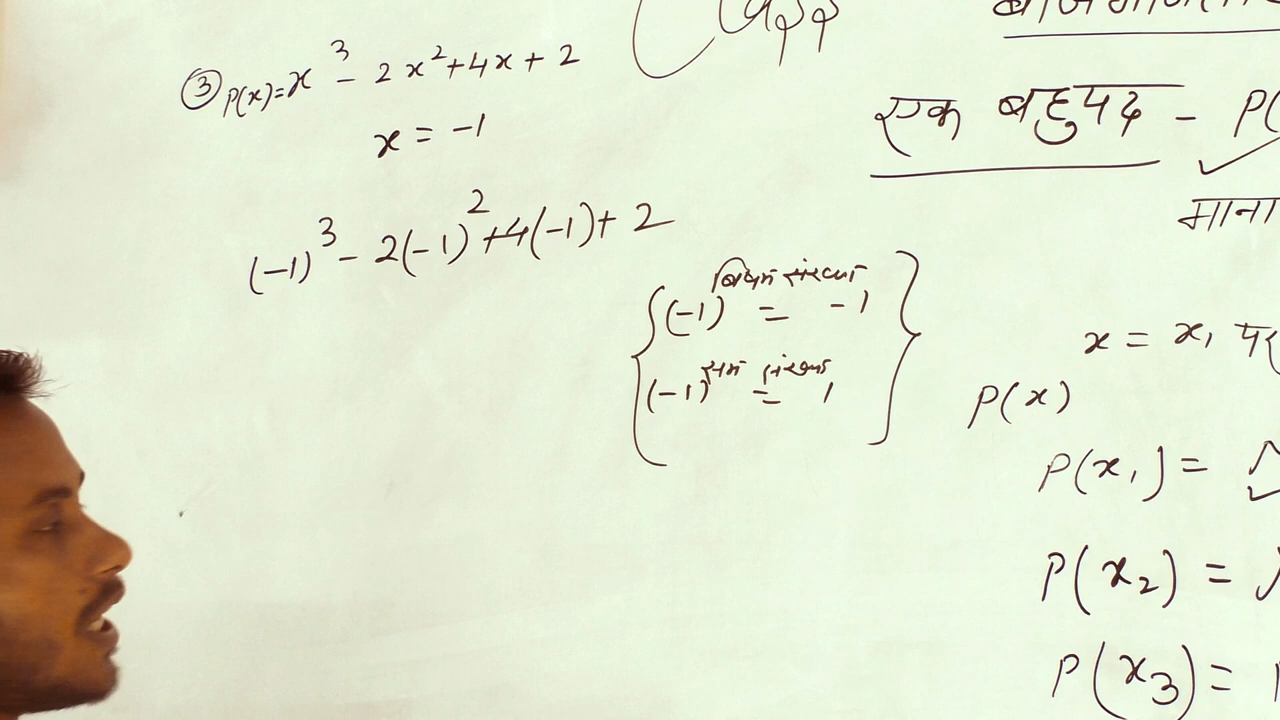 ③ P(x)=x³ - 2x²+4x+2
x = -1
(-1)³ - 2(-1)²+4(-1)+2
(-1)^विषम संख्या = -1
(-1)^सम संख्या = 1
एक बहुपद - P(
माना
x = x₁ पर
P(x)
P(x₁) =
P(x₂) =
P(x₃) =